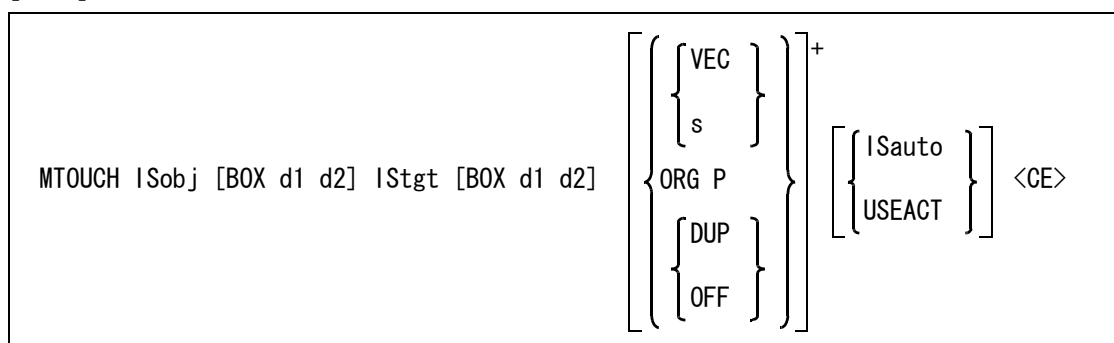 VEC
+
s
ISauto
MTOUCH ISobj [BOX d1 d2] IStgt [BOX d1 d2] ORG P <CE>
USEACT
DUP
OFF